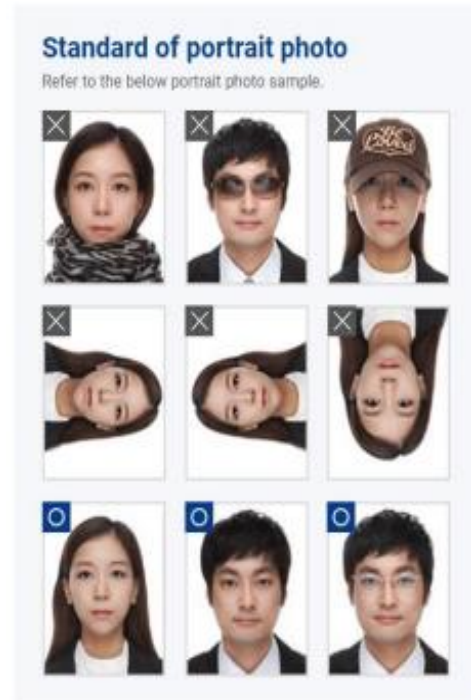 Standard of portrait photo
Refer to the below portrait photo sample.
X X X
X X X
O O O